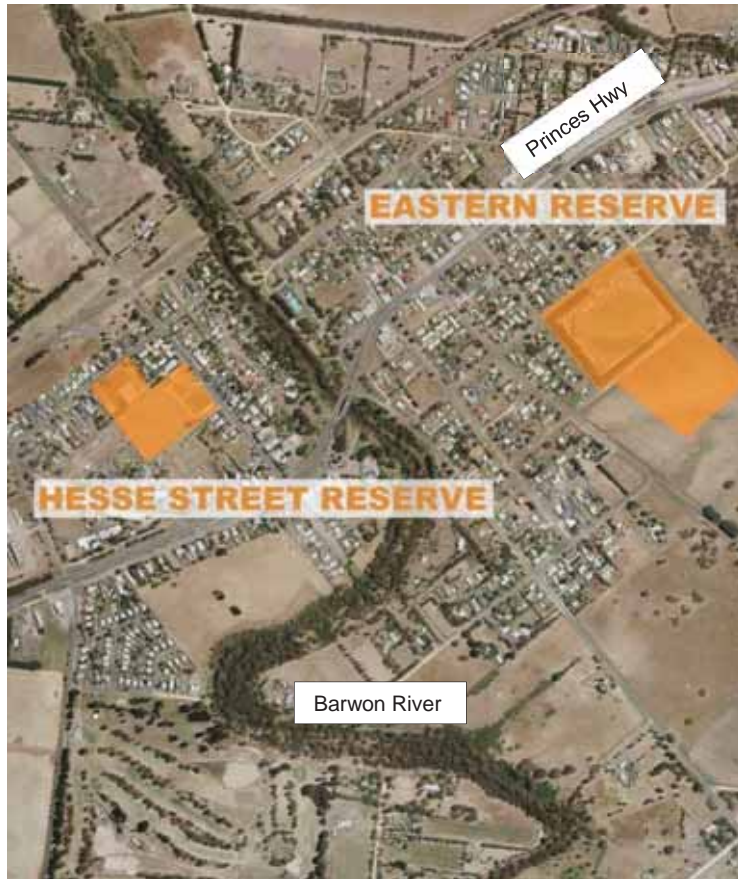 Princes Hwy
EASTERN RESERVE
HESSE STREET RESERVE
Barwon River